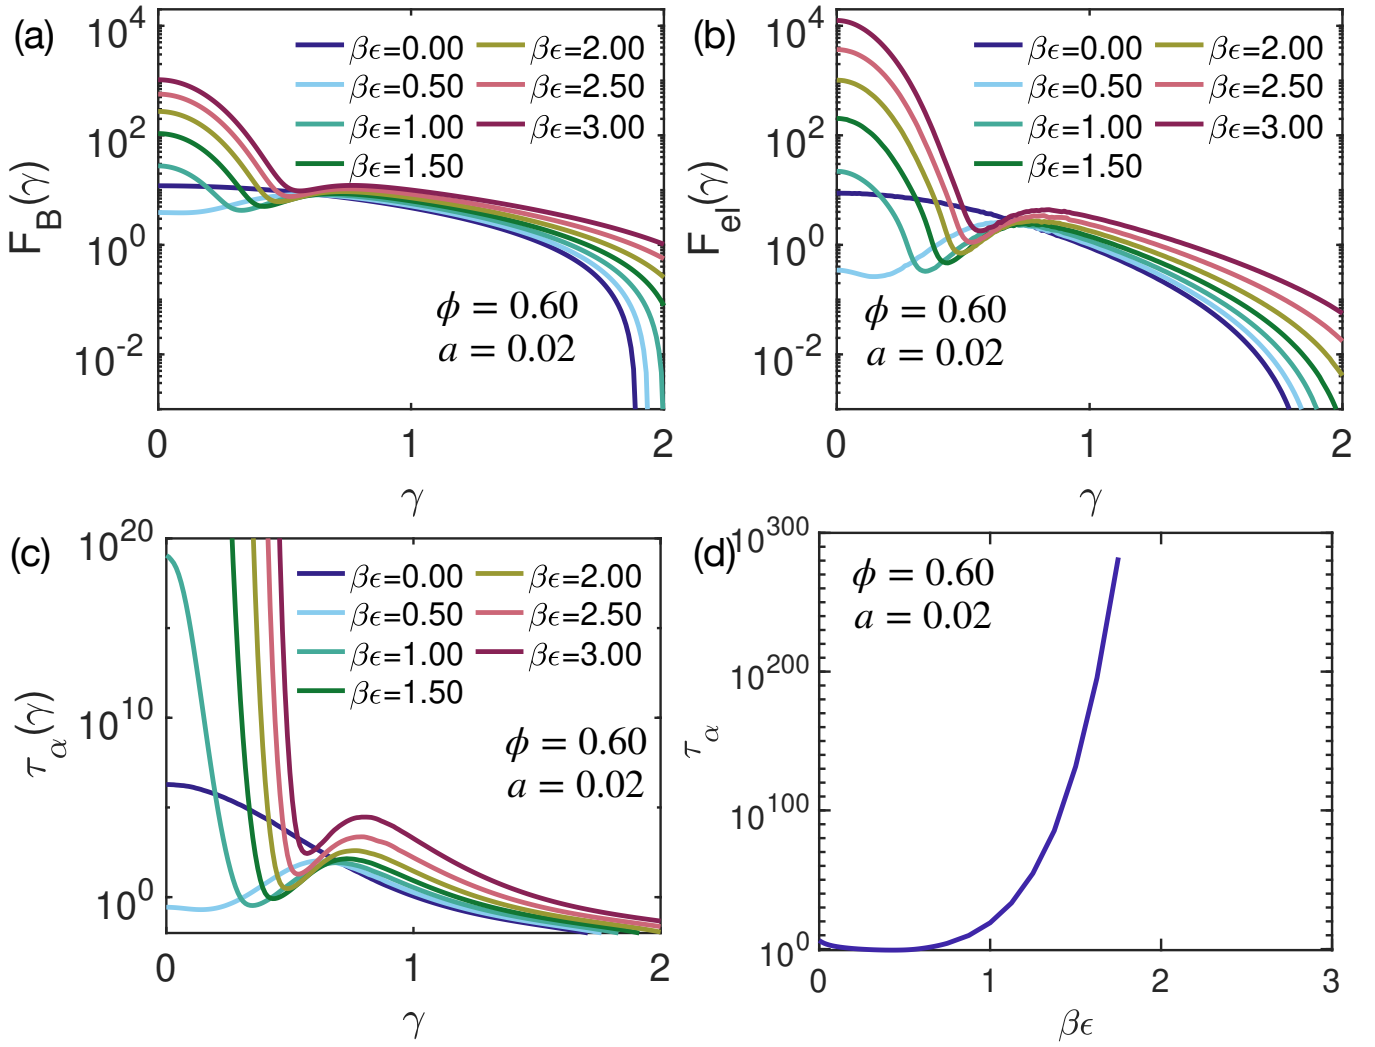 (a)
10^4
10^2
10^0
10^-2
F_B(γ)
βϵ=0.00
βϵ=0.50
βϵ=1.00
βϵ=1.50
βϵ=2.00
βϵ=2.50
βϵ=3.00
ϕ = 0.60
a = 0.02
0
1
2
γ
(b)
10^4
10^2
10^0
10^-2
F_el(γ)
βϵ=0.00
βϵ=0.50
βϵ=1.00
βϵ=1.50
βϵ=2.00
βϵ=2.50
βϵ=3.00
ϕ = 0.60
a = 0.02
0
1
2
γ
(c)
10^20
10^10
10^0
τ_α(γ)
βϵ=0.00
βϵ=0.50
βϵ=1.00
βϵ=1.50
βϵ=2.00
βϵ=2.50
βϵ=3.00
ϕ = 0.60
a = 0.02
0
1
2
γ
(d)
10^300
10^200
10^100
10^0
τ_α
ϕ = 0.60
a = 0.02
0
1
2
3
βϵ